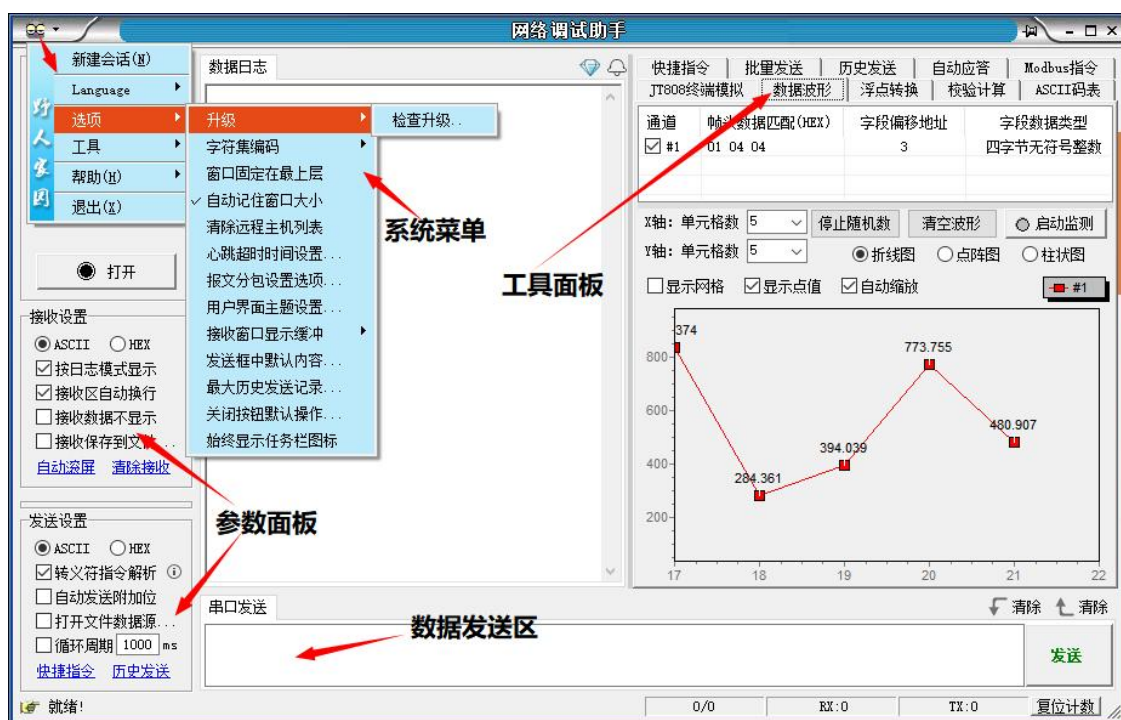 网络调试助手
新建会话(N)
Language
选项
工具
帮助(H)
退出(X)
野人家园
升级
检查升级..
字符集编码
窗口固定在最上层
自动记住窗口大小
清除远程主机列表
心跳超时时间设置...
报文分包设置选项...
用户界面主题设置...
接收窗口显示缓冲
发送框中默认内容...
最大历史发送记录...
关闭按钮默认操作...
始终显示任务栏图标
系统菜单
打开
接收设置
ASCII HEX
按日志模式显示
接收区自动换行
接收数据不显示
接收保存到文件...
自动滚屏 清除接收
参数面板
发送设置
ASCII HEX
转义符指令解析
自动发送附加位
打开文件数据源...
循环周期 1000 ms
快捷指令 历史发送
数据日志
快捷指令 批量发送 历史发送 自动应答 Modbus指令
JT808终端模拟 数据波形 浮点转换 校验计算 ASCII码表
通道 帧头数据匹配(HEX) 字段偏移地址 字段数据类型
#1 01 04 04 3 四字节无符号整数
工具面板
X轴: 单元格数 5 停止随机数 清空波形 启动监测
Y轴: 单元格数 5 折线图 点阵图 柱状图
显示网格 显示点值 自动缩放 #1
374
773.755
480.907
394.039
284.361
800
600
400
200
17 18 19 20 21 22
串口发送
清除 清除
数据发送区
发送
就绪!
0/0 RX:0 TX:0 复位计数